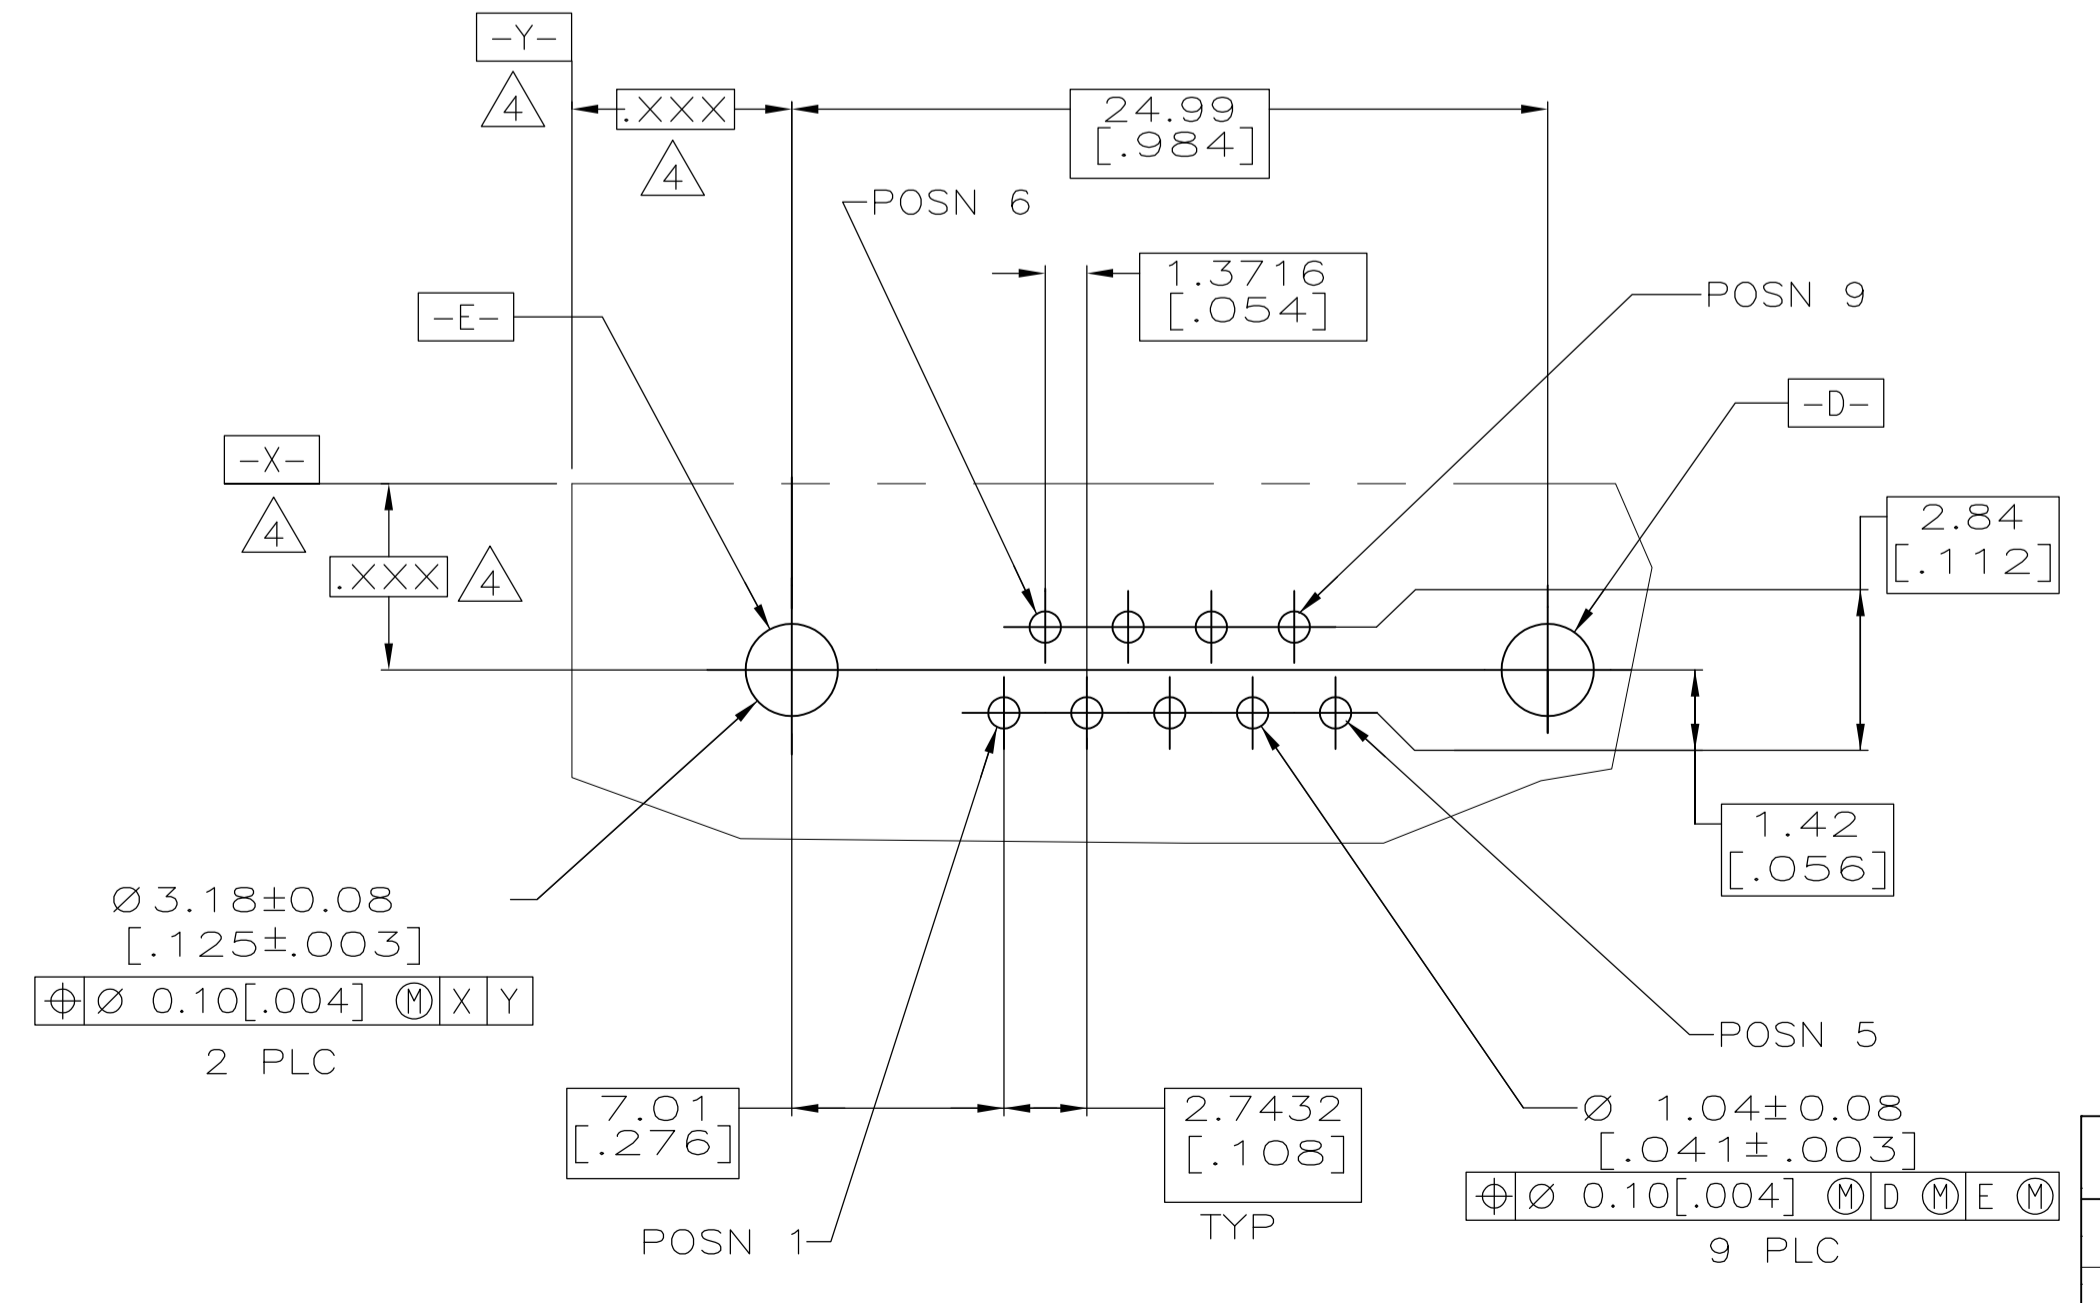 -Y-
4
.XXX
4
24.99
[.984]
POSN 6
1.3716
[.054]
POSN 9
-E-
-D-
-X-
4
.XXX
4
2.84
[.112]
1.42
[.056]
Ø3.18±0.08
[.125±.003]
⌖ Ø 0.10[.004] Ⓜ X Y
2 PLC
POSN 5
7.01
[.276]
2.7432
[.108]
TYP
Ø 1.04±0.08
[.041±.003]
⌖ Ø 0.10[.004] Ⓜ D Ⓜ E Ⓜ
9 PLC
POSN 1